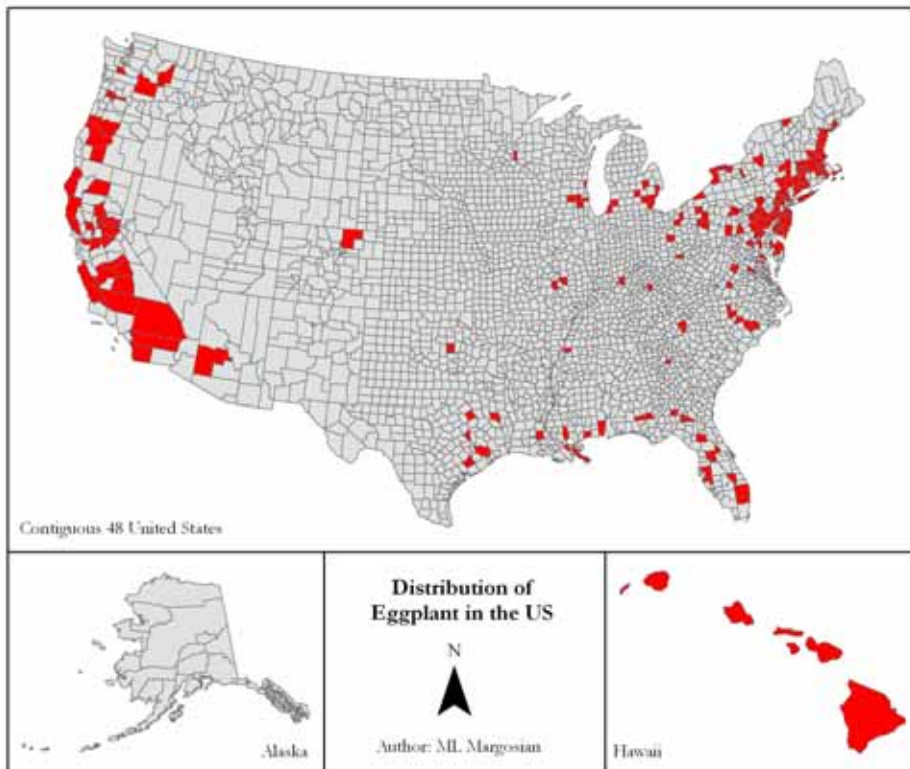 Contiguous 48 United States
Distribution of
Eggplant in the US
N
Author: ML Margosian
Alaska
Hawaii